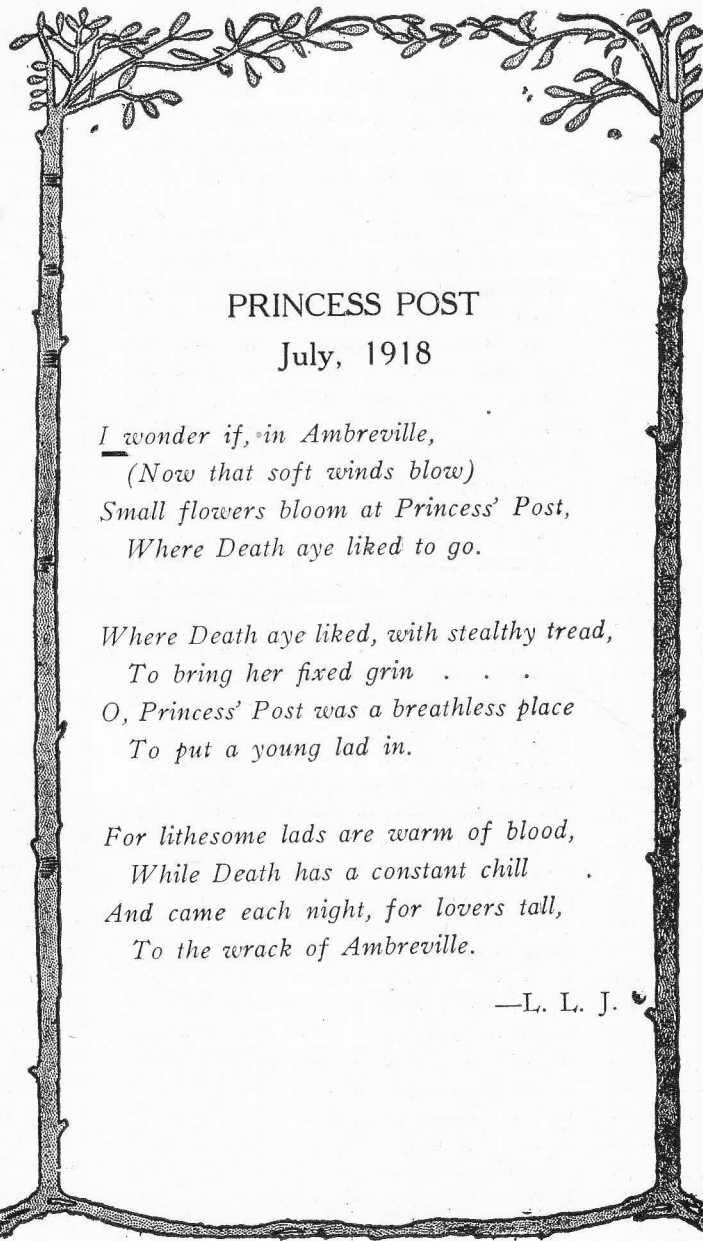 PRINCESS POST
July, 1918
I wonder if, in Ambreville,
(Now that soft winds blow)
Small flowers bloom at Princess' Post,
Where Death aye liked to go.
Where Death aye liked, with stealthy tread,
To bring her fixed grin . . .
O, Princess' Post was a breathless place
To put a young lad in.
For lithesome lads are warm of blood,
While Death has a constant chill .
And came each night, for lovers tall,
To the wrack of Ambreville.
—L. L. J.